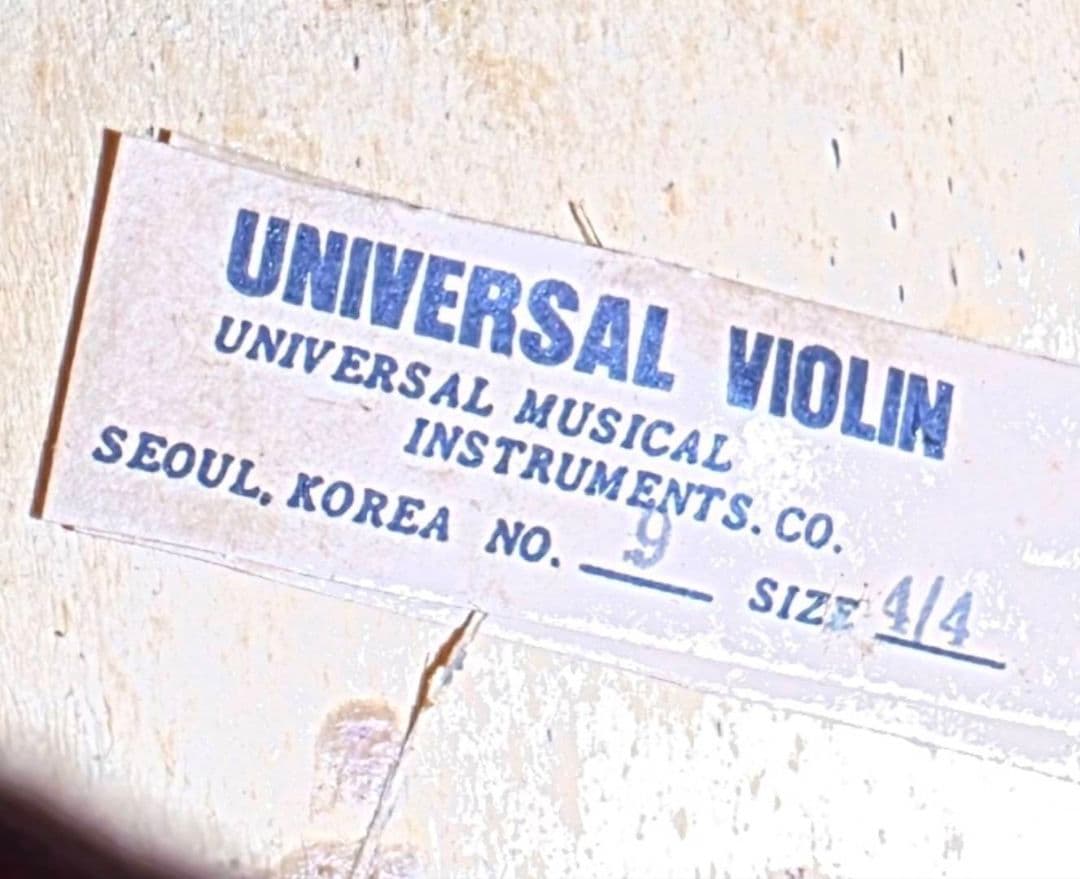 UNIVERSAL VIOLIN
UNIVERSAL MUSICAL
INSTRUMENTS. CO.
SEOUL, KOREA NO. 9 SIZE 4/4